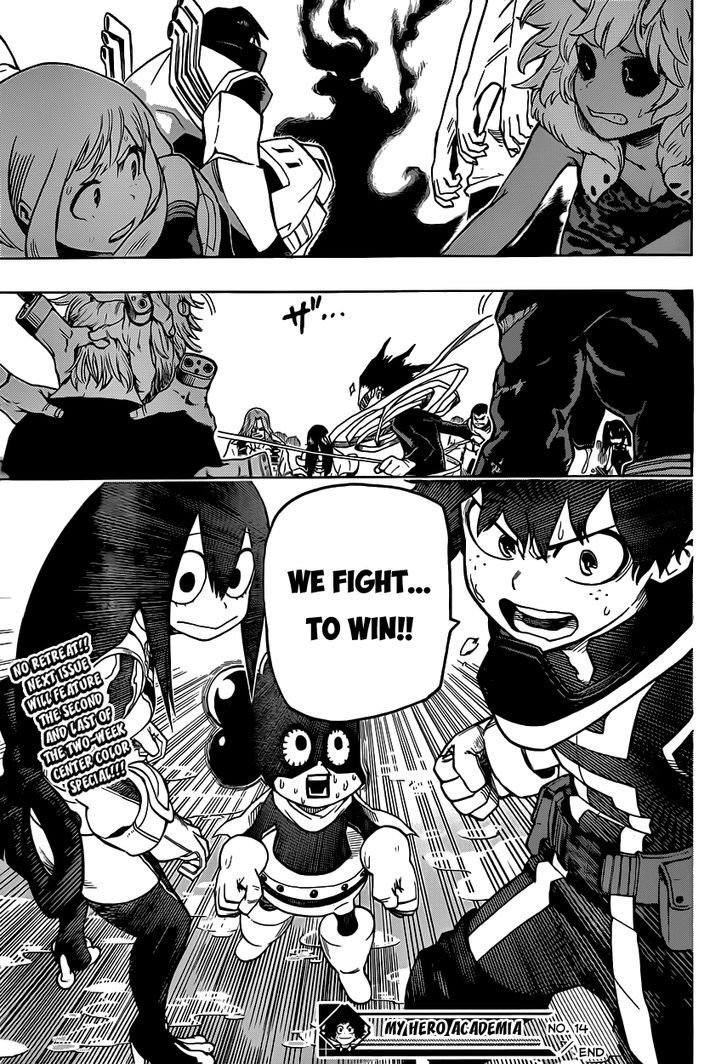 ザ"...
WE FIGHT...
TO WIN!!
NO RETREAT!!
NEXT ISSUE
WILL FEATURE
THE SECOND
AND LAST OF
THE TWO-WEEK
CENTER COLOR
SPECIAL!!!
MY HERO ACADEMIA
NO. 14
END